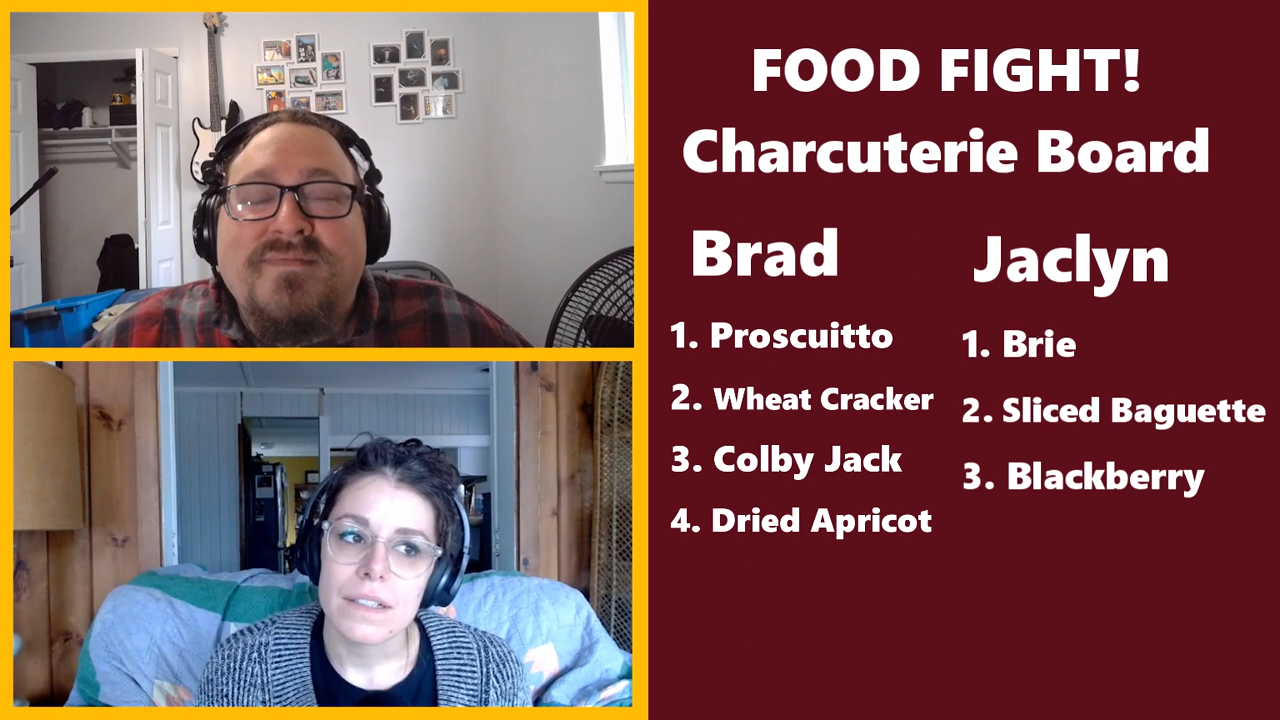 FOOD FIGHT!
Charcuterie Board
Brad
1. Proscuitto
2. Wheat Cracker
3. Colby Jack
4. Dried Apricot
Jaclyn
1. Brie
2. Sliced Baguette
3. Blackberry